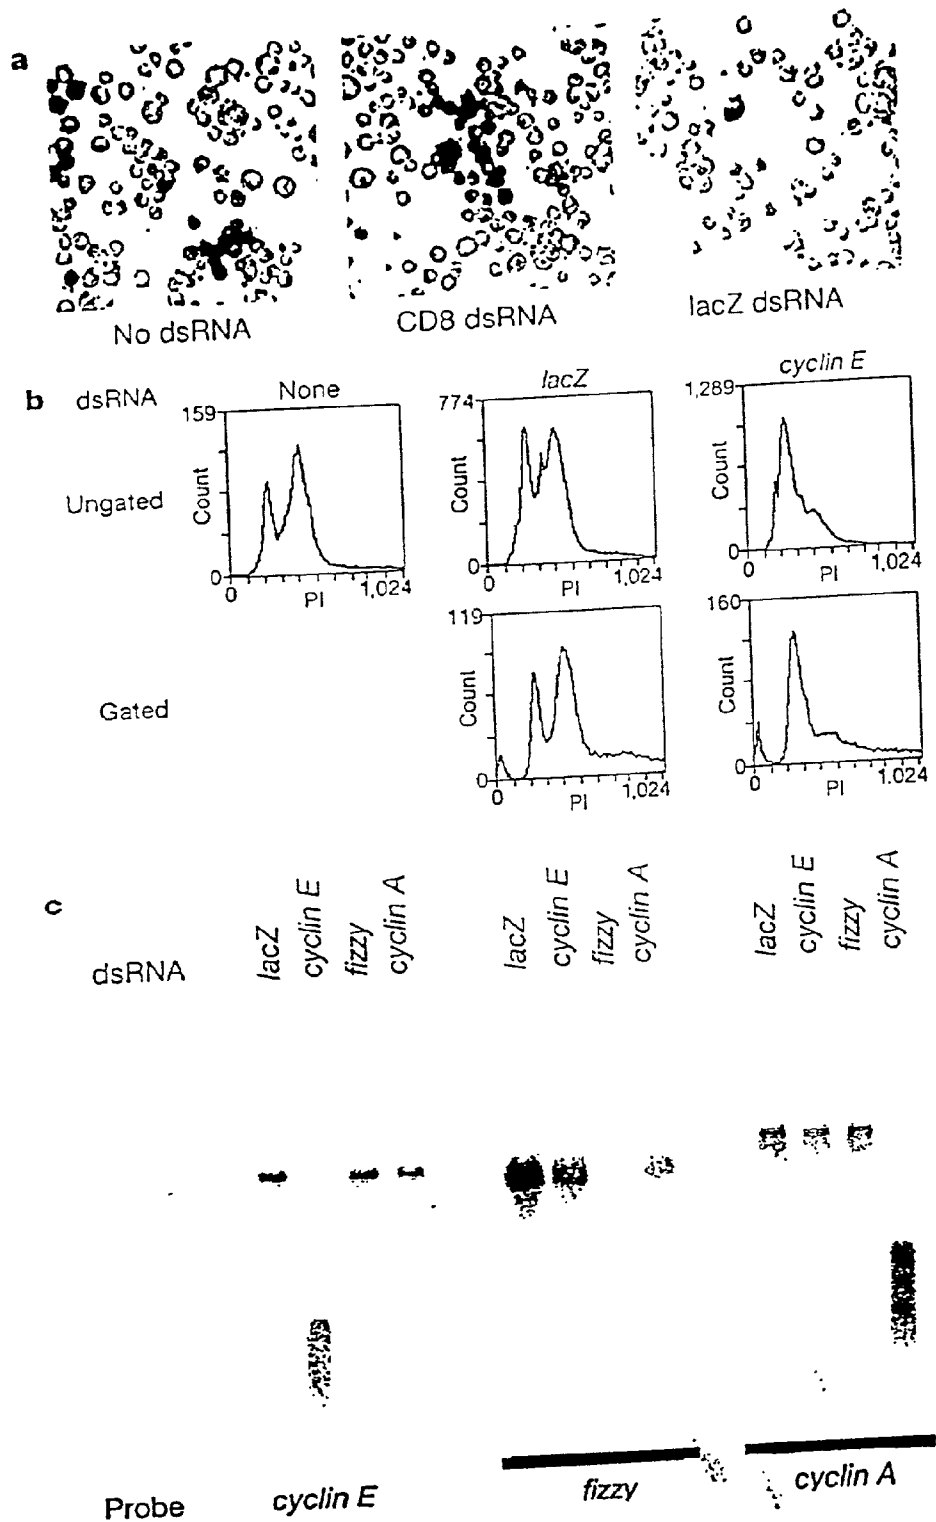 a
No dsRNA
CD8 dsRNA
lacZ dsRNA
b
dsRNA
None
lacZ
cyclin E
Ungated
159
Count
0
0
PI
1,024
774
Count
0
0
PI
1,024
1,289
Count
0
0
PI
1,024
Gated
119
Count
0
0
PI
1,024
160
Count
0
0
PI
1,024
c
dsRNA
lacZ
cyclin E
fizzy
cyclin A
lacZ
cyclin E
fizzy
cyclin A
lacZ
cyclin E
fizzy
cyclin A
Probe
cyclin E
fizzy
cyclin A